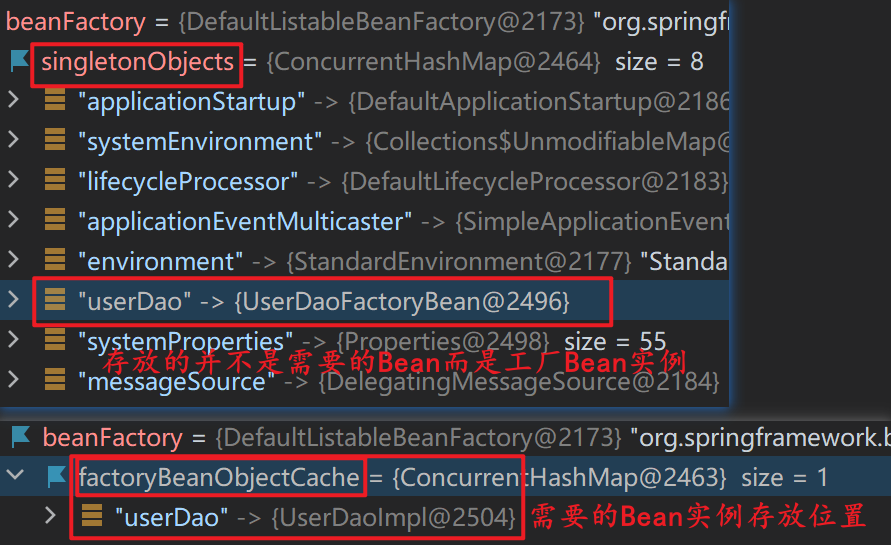 beanFactory = {DefaultListableBeanFactory@2173} "org.springfr
singletonObjects = {ConcurrentHashMap@2464} size = 8
"applicationStartup" -> {DefaultApplicationStartup@2186
"systemEnvironment" -> {Collections$UnmodifiableMap@
"lifecycleProcessor" -> {DefaultLifecycleProcessor@2183}
"applicationEventMulticaster" -> {SimpleApplicationEvent
"environment" -> {StandardEnvironment@2177} "Standa
"userDao" -> {UserDaoFactoryBean@2496}
"systemProperties" -> {Properties@2498} size = 55
存放的并不是需要的Bean而是工厂Bean实例
"messageSource" -> {DelegatingMessageSource@2184}
beanFactory = {DefaultListableBeanFactory@2173} "org.springframework.b
factoryBeanObjectCache = {ConcurrentHashMap@2463} size = 1
"userDao" -> {UserDaoImpl@2504} 需要的Bean实例存放位置